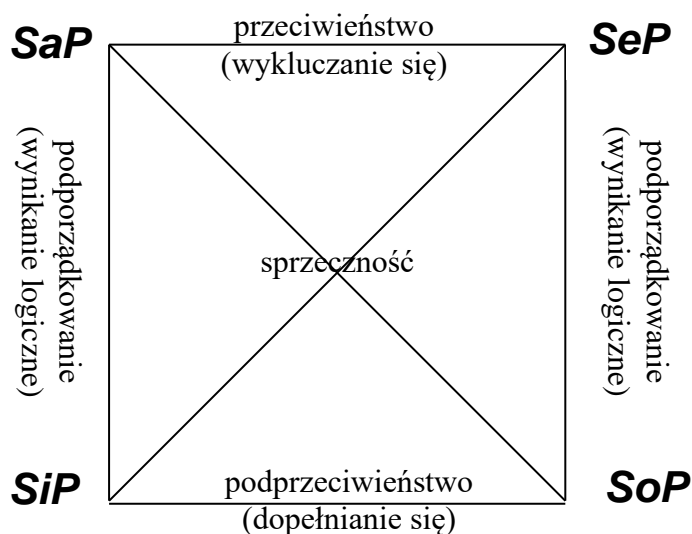 SaP
przeciwieństwo
(wykluczanie się)
SeP
podporządkowanie
(wynikanie logiczne)
sprzeczność
podporządkowanie
(wynikanie logiczne)
SiP
podprzeciwieństwo
(dopełnianie się)
SoP